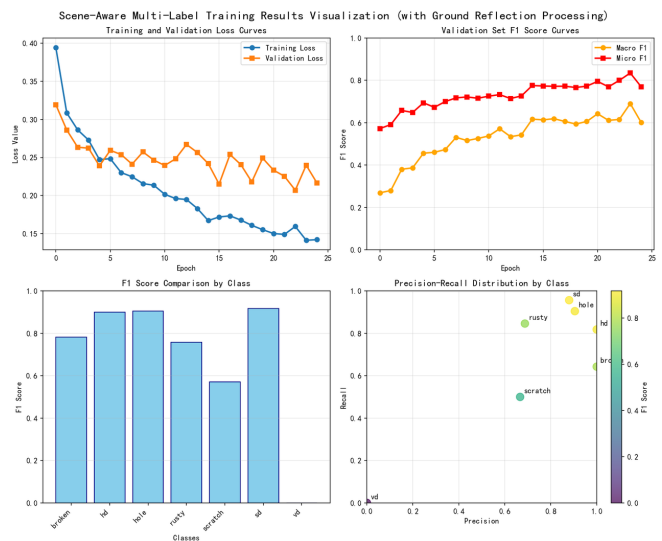 Scene-Aware Multi-Label Training Results Visualization (with Ground Reflection Processing)
Training and Validation Loss Curves
Training Loss
Validation Loss
Loss Value
0.40
0.35
0.30
0.25
0.20
0.15
0
5
10
15
20
25
Epoch
Validation Set F1 Score Curves
Macro F1
Micro F1
F1 Score
1.0
0.8
0.6
0.4
0.2
0.0
0
5
10
15
20
25
Epoch
F1 Score Comparison by Class
F1 Score
1.0
0.8
0.6
0.4
0.2
0.0
broken
hd
hole
rusty
scratch
sd
vd
Classes
Precision-Recall Distribution by Class
Recall
1.0
0.8
0.6
0.4
0.2
0.0
sd
hole
rusty
hd
scratch
vd
0.0
0.2
0.4
0.6
0.8
1.0
Precision
0.8
0.6
0.4
0.2
0.0
F1 Score